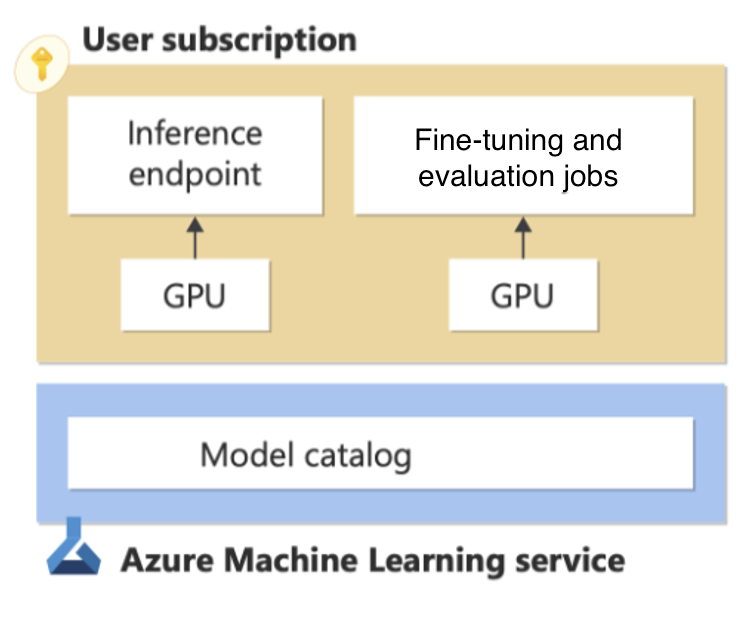 User subscription
Inference
endpoint
Fine-tuning and
evaluation jobs
GPU
GPU
Model catalog
Azure Machine Learning service